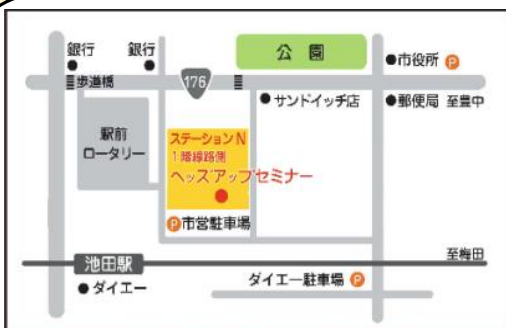 銀行
銀行
公園
市役所 P
歩道橋
176
サンドイッチ店
郵便局 至豊中
駅前
ロータリー
ステーションN
1階線路側
ヘッズアップセミナー
P市営駐車場
至梅田
池田駅
ダイエー
ダイエー駐車場 P